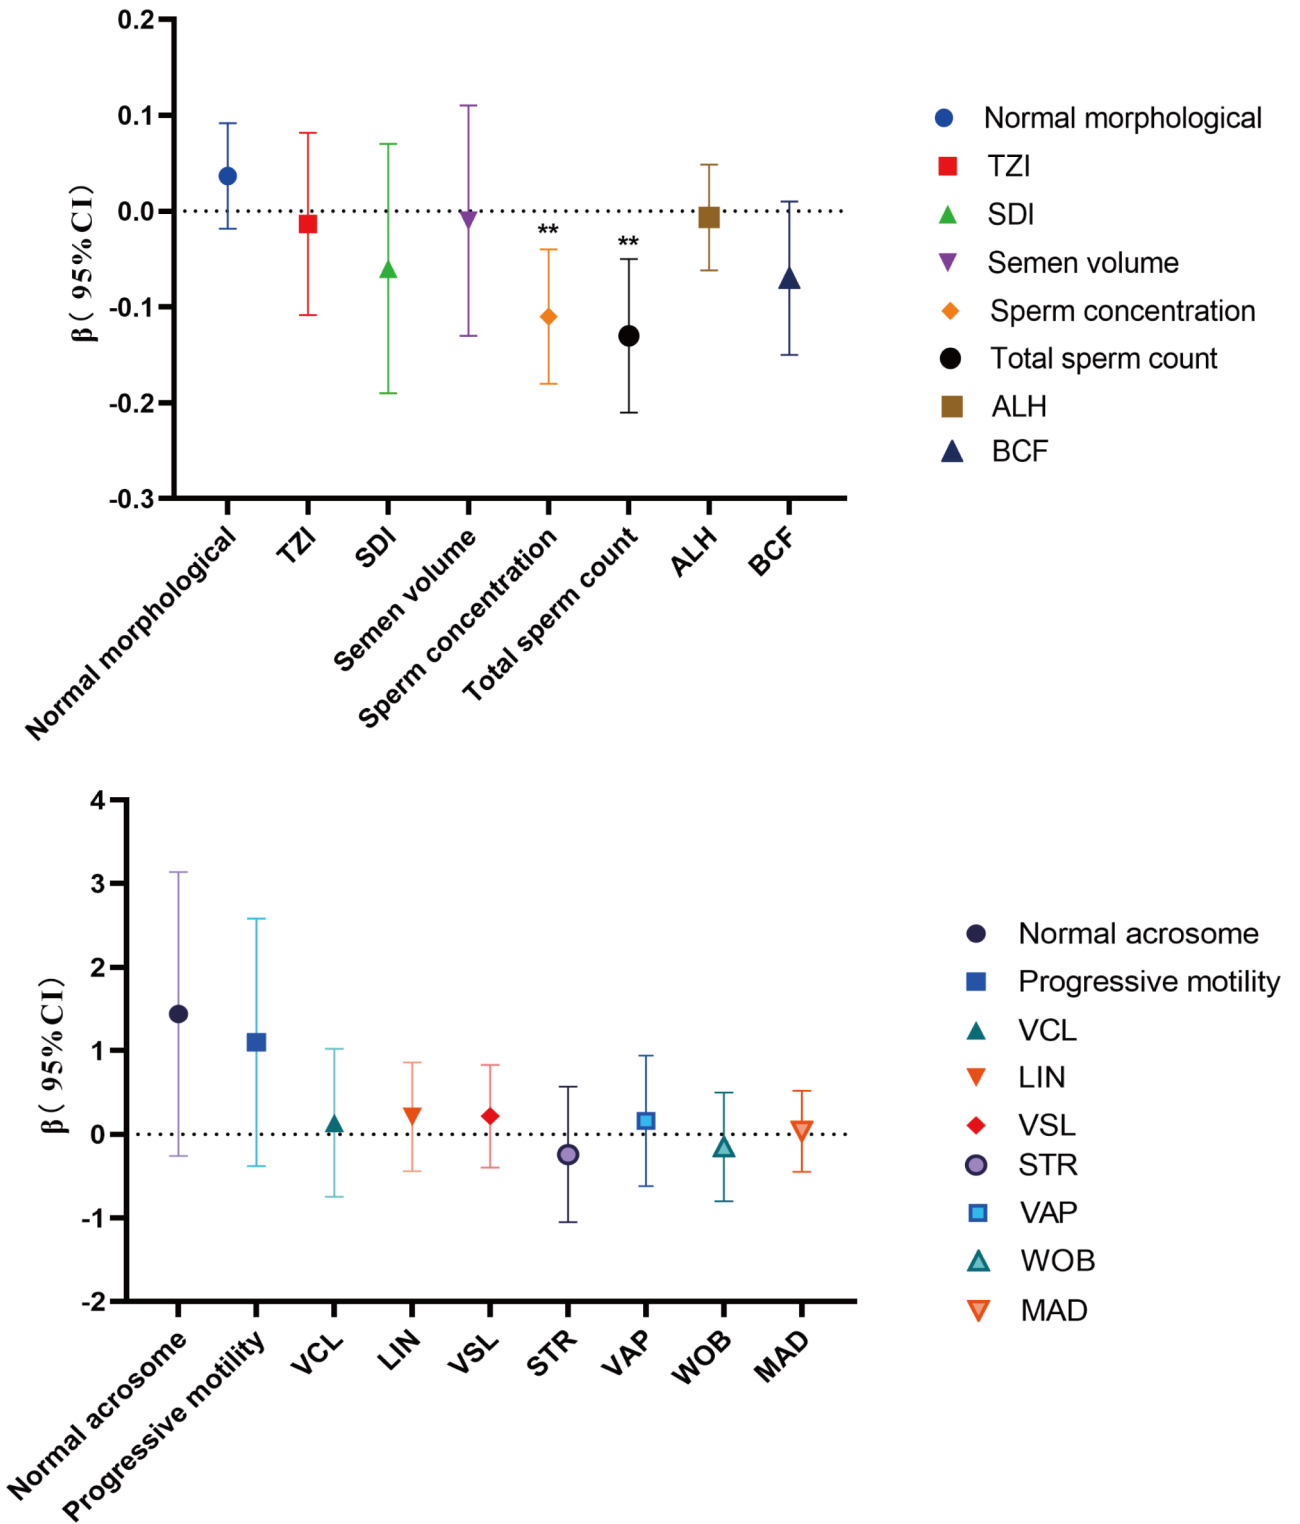 0.2
0.1
0.0
-0.1
-0.2
-0.3
β( 95%CI)
**
**
Normal morphological
TZI
SDI
Semen volume
Sperm concentration
Total sperm count
ALH
BCF
Normal morphological
TZI
SDI
Semen volume
Sperm concentration
Total sperm count
ALH
BCF
4
3
2
1
0
-1
-2
β( 95%CI)
Normal acrosome
Progressive motility
VCL
LIN
VSL
STR
VAP
WOB
MAD
Normal acrosome
Progressive motility
VCL
LIN
VSL
STR
VAP
WOB
MAD